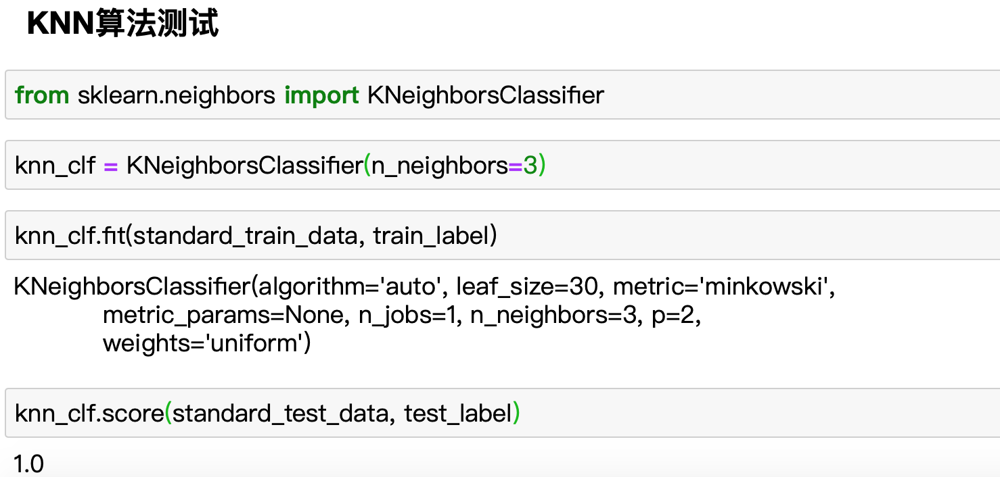 KNN算法测试
from sklearn.neighbors import KNeighborsClassifier
knn_clf = KNeighborsClassifier(n_neighbors=3)
knn_clf.fit(standard_train_data, train_label)
KNeighborsClassifier(algorithm='auto', leaf_size=30, metric='minkowski',
metric_params=None, n_jobs=1, n_neighbors=3, p=2,
weights='uniform')
knn_clf.score(standard_test_data, test_label)
1.0